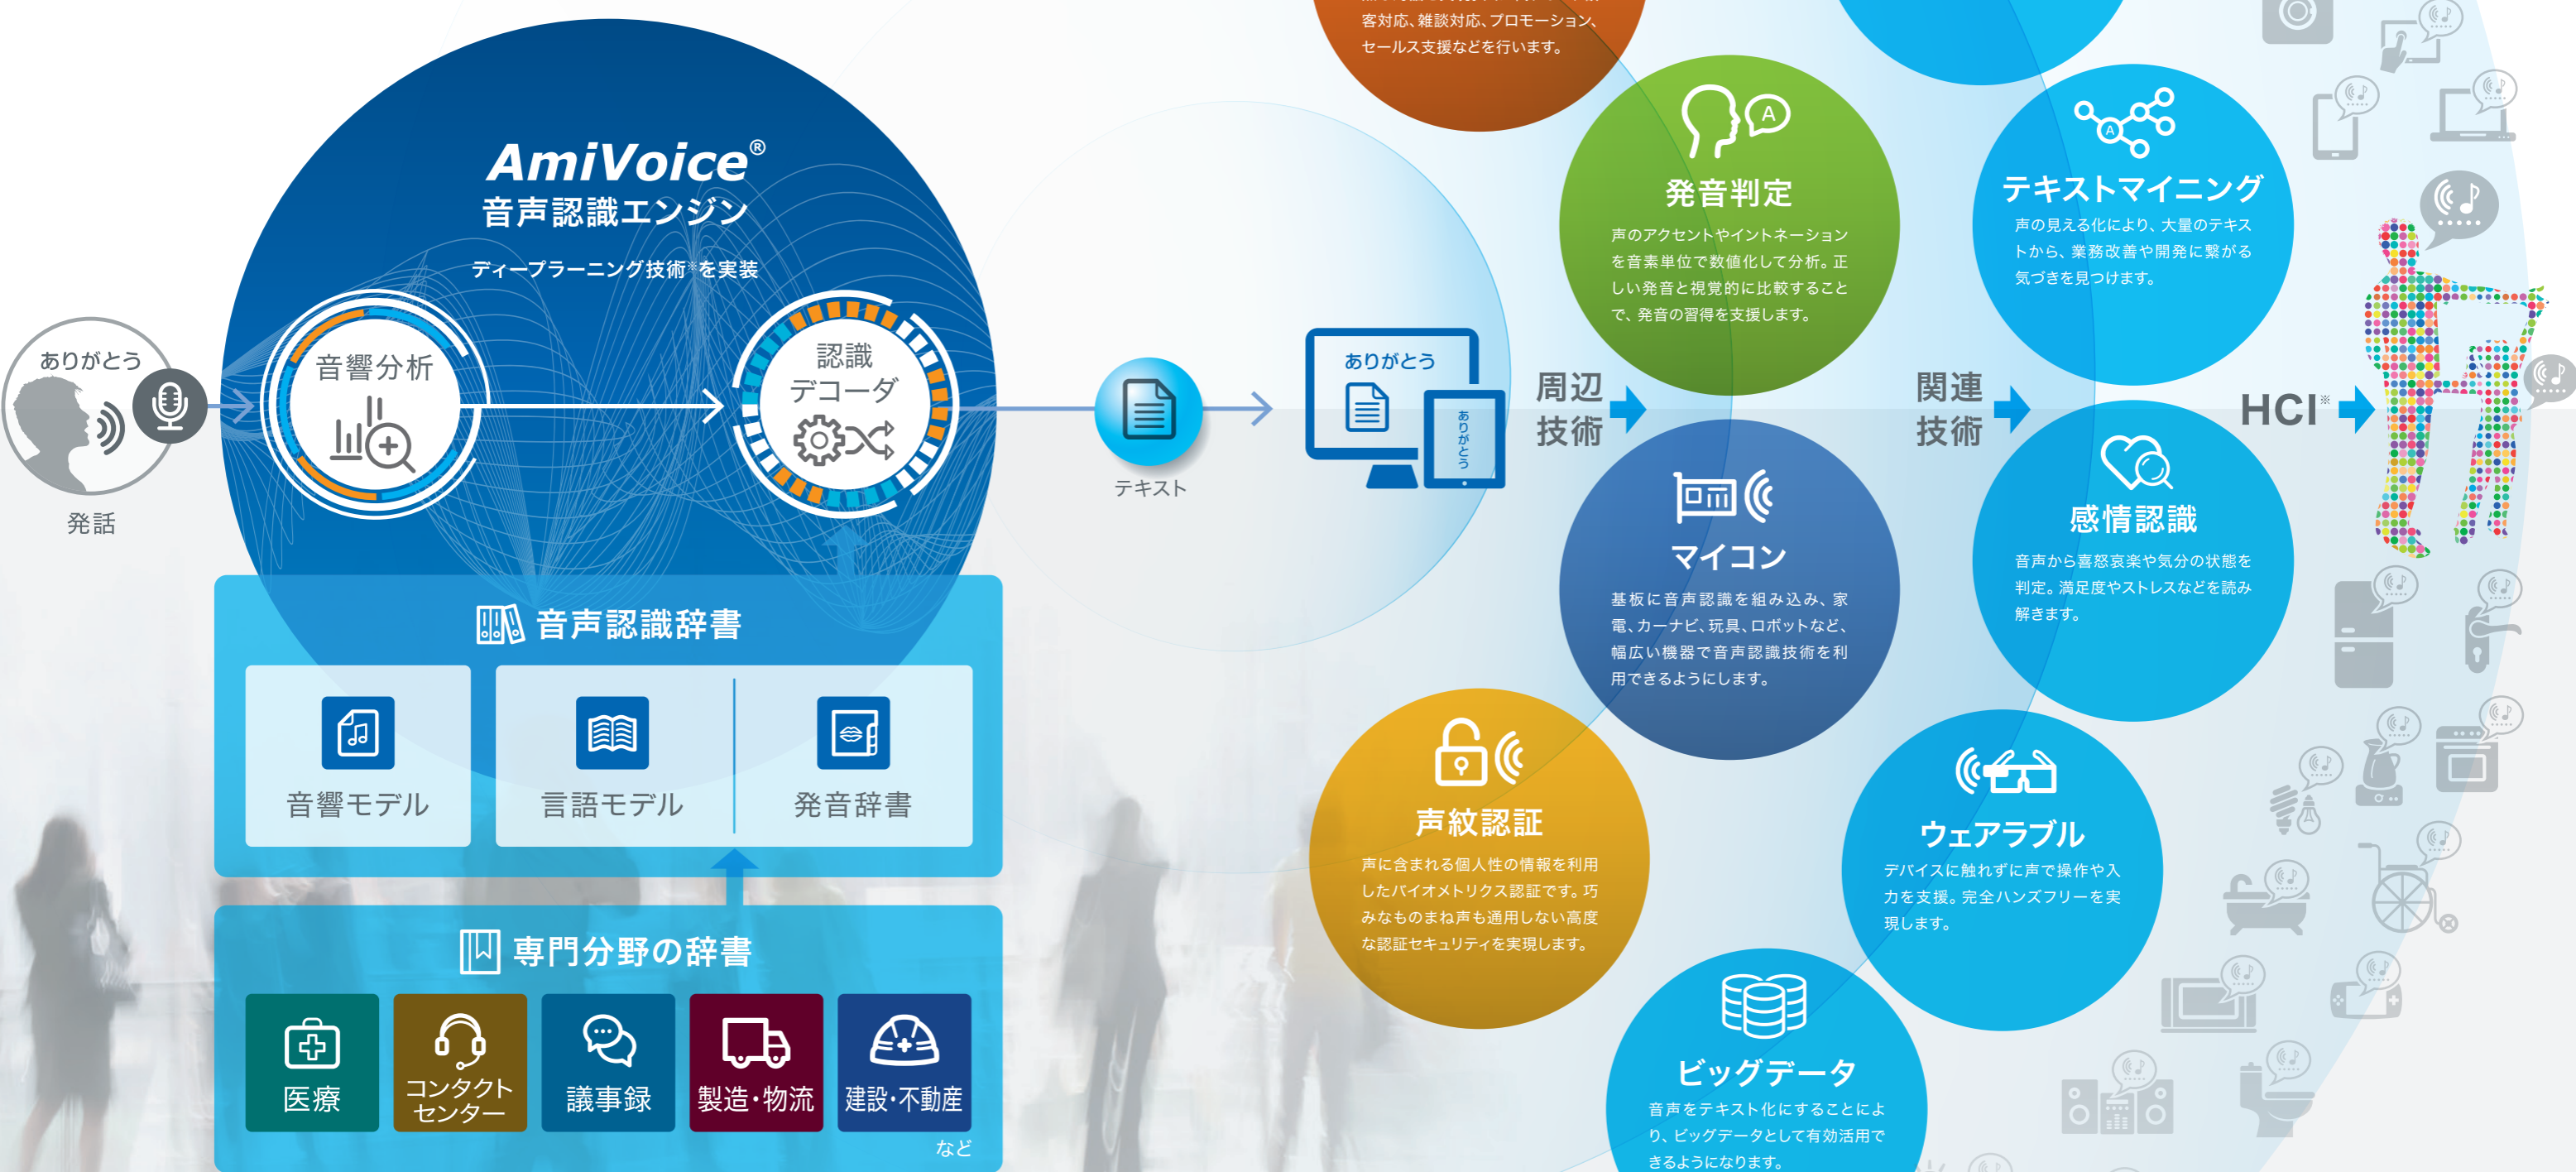 ありがとう
発話
AmiVoice®
音声認識エンジン
ディープラーニング技術※を実装
音響分析
認識
デコーダ
音声認識辞書
音響モデル
言語モデル
発音辞書
専門分野の辞書
医療
コンタクト
センター
議事録
製造・物流
建設・不動産
など
テキスト
ありがとう
ありがとう
周辺
技術
客対応、雑談対応、プロモーション、
セールス支援などを行います。
A
発音判定
声のアクセントやイントネーション
を音素単位で数値化して分析。正
しい発音と視覚的に比較すること
で、発音の習得を支援します。
マイコン
基板に音声認識を組み込み、家
電、カーナビ、玩具、ロボットなど、
幅広い機器で音声認識技術を利
用できるようにします。
声紋認証
声に含まれる個人性の情報を利用
したバイオメトリクス認証です。巧
みなものまね声も通用しない高度
な認証セキュリティを実現します。
関連
技術
A
テキストマイニング
声の見える化により、大量のテキス
トから、業務改善や開発に繋がる
気づきを見つけます。
感情認識
音声から喜怒哀楽や気分の状態を
判定。満足度やストレスなどを読み
解きます。
ウェアラブル
デバイスに触れずに声で操作や入
力を支援。完全ハンズフリーを実
現します。
ビッグデータ
音声をテキスト化にすることによ
り、ビッグデータとして有効活用で
きるようになります。
HCI※